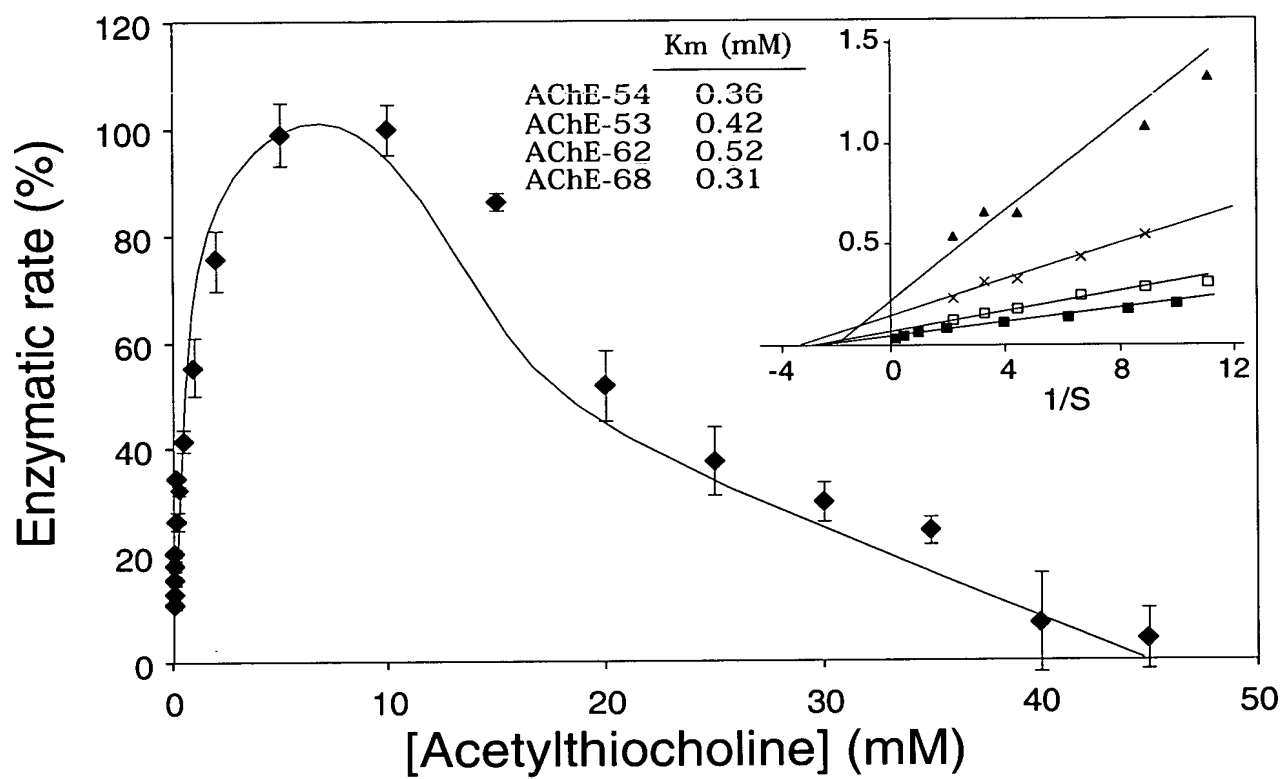 120
100
80
60
40
20
0
Enzymatic rate (%)
0 10 20 30 40 50
[Acetylthiocholine] (mM)
Km (mM)
AChE-54 0.36
AChE-53 0.42
AChE-62 0.52
AChE-68 0.31
1.5
1.0
0.5
-4 0 4 8 12
1/S